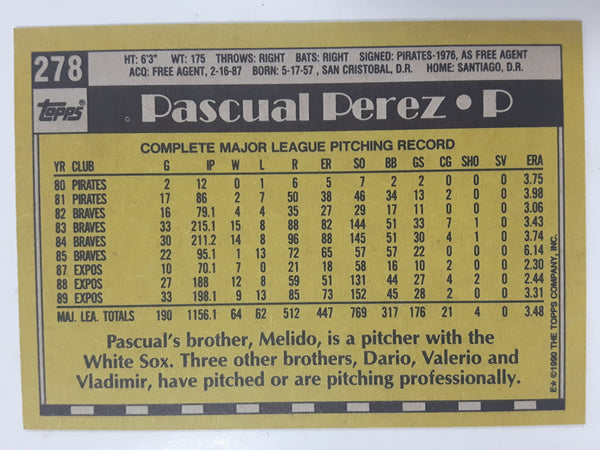 278
HT: 6'3" WT: 175 THROWS: RIGHT BATS: RIGHT SIGNED: PIRATES-1976, AS FREE AGENT
ACQ: FREE AGENT, 2-16-87 BORN: 5-17-57, SAN CRISTOBAL, D.R. HOME: SANTIAGO, D.R.
Topps®
Pascual Perez • P
COMPLETE MAJOR LEAGUE PITCHING RECORD
YR CLUB G IP W L R ER SO BB GS CG SHO SV ERA
80 PIRATES 2 12 0 1 6 5 7 2 2 0 0 0 3.75
81 PIRATES 17 86 2 7 50 38 46 34 13 2 0 0 3.98
82 BRAVES 16 79.1 4 4 35 27 29 17 11 0 0 0 3.06
83 BRAVES 33 215.1 15 8 88 82 144 51 33 7 1 0 3.43
84 BRAVES 30 211.2 14 8 96 88 145 51 30 4 1 0 3.74
85 BRAVES 22 95.1 1 13 72 65 57 57 22 0 0 0 6.14
87 EXPOS 10 70.1 7 0 21 18 58 16 10 2 0 0 2.30
88 EXPOS 27 188 12 8 59 51 131 44 27 4 2 0 2.44
89 EXPOS 33 198.1 9 13 85 73 152 45 28 2 0 0 3.31
MAJ. LEA. TOTALS 190 1156.1 64 62 512 447 769 317 176 21 4 0 3.48
Pascual's brother, Melido, is a pitcher with the
White Sox. Three other brothers, Dario, Valerio and
Vladimir, have pitched or are pitching professionally.
E★ ©1990 THE TOPPS COMPANY, INC.